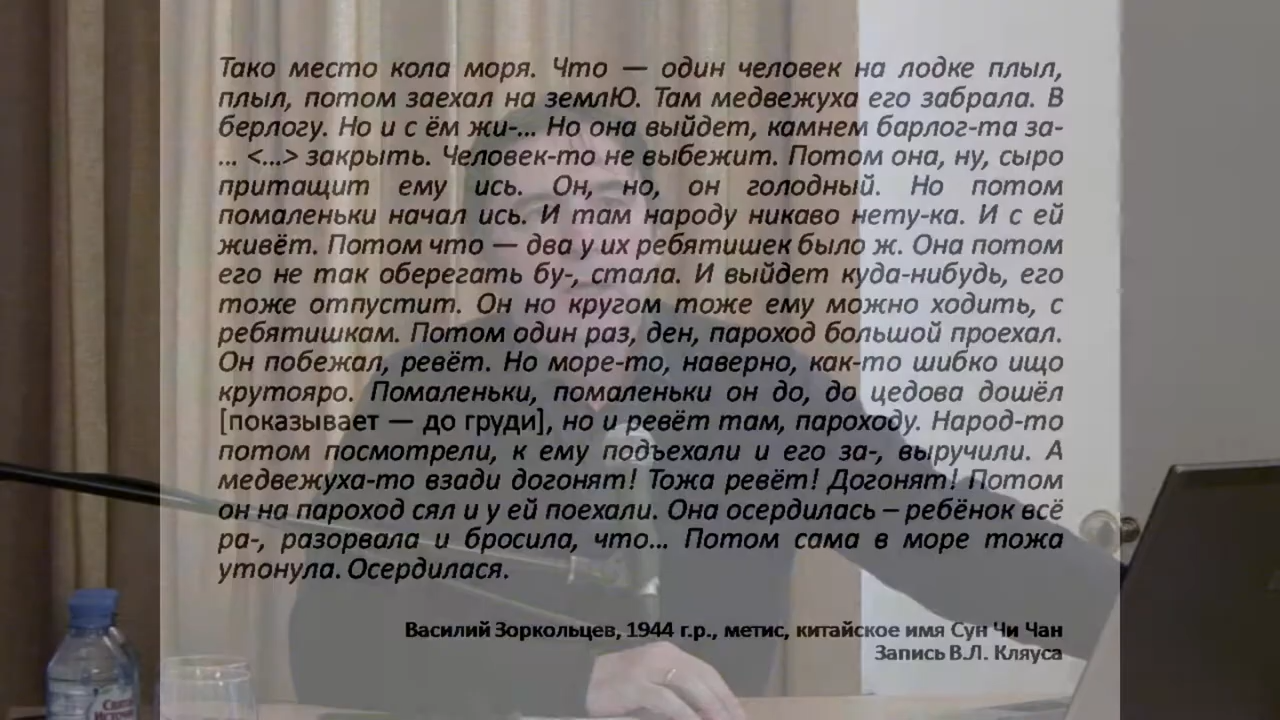 Тако место кола моря. Что — один человек на лодке плыл,
плыл, потом заехал на землЮ. Там медвежуха его забрала. В
берлогу. Но и с ём жи-... Но она выйдет, камнем барлог-та за-
... <...> закрыть. Человек-то не выбежит. Потом она, ну, сыро
притащит ему ись. Он, но, он голодный. Но потом
помаленьки начал ись. И там народу никаво нету-ка. И с ей
живёт. Потом что — два у их ребятишек было ж. Она потом
его не так оберегать бу-, стала. И выйдет куда-нибудь, его
тоже отпустит. Он но кругом тоже ему можно ходить, с
ребятишкам. Потом один раз, ден, пароход большой проехал.
Он побежал, ревёт. Но море-то, наверно, как-то шибко ищо
крутояро. Помаленьки, помаленьки он до, до цедова дошёл
[показывает — до груди], но и ревёт там, пароходу. Народ-то
потом посмотрели, к ему подъехали и его за-, выручили. А
медвежуха-то взади догонят! Тожа ревёт! Догонят! Потом
он на пароход сял и у ей поехали. Она осердилась – ребёнок всё
ра-, разорвала и бросила, что... Потом сама в море тожа
утонула. Осердилася.
Василий Зоркольцев, 1944 г.р., метис, китайское имя Сун Чи Чан
Запись В.Л. Кляуса
Святой
Источник